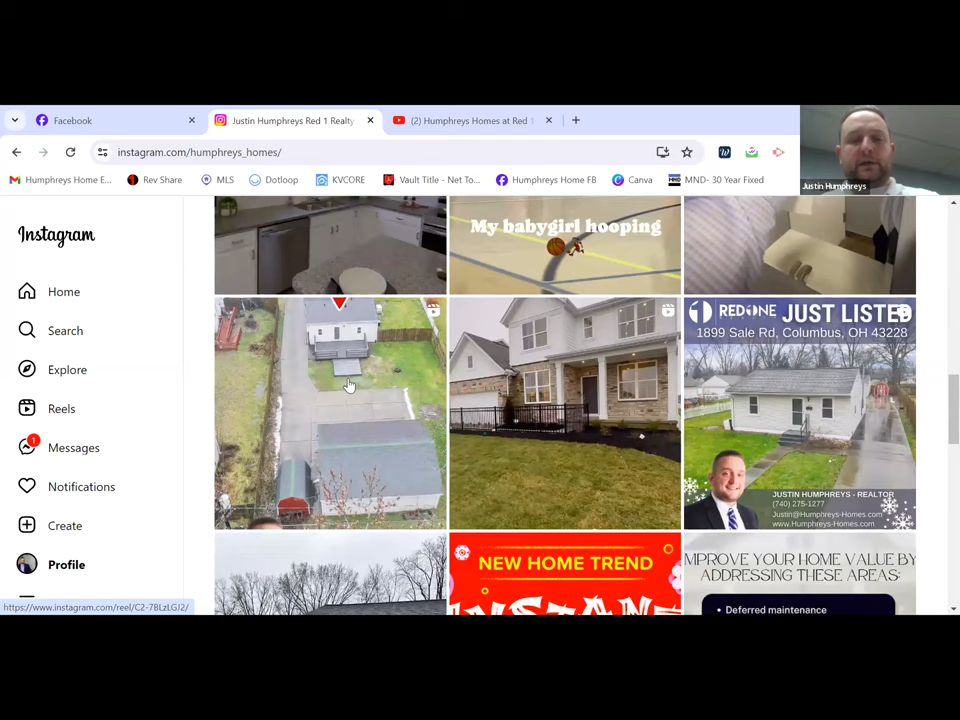 Facebook
Justin Humphreys Red 1 Realty
(2) Humphreys Homes at Red 1
instagram.com/humphreys_homes/
Humphreys Home E...
Rev Share
MLS
Dotloop
KVCORE
Vault Title - Net To...
Humphreys Home FB
Canva
MND- 30 Year Fixed
Justin Humphreys
Instagram
Home
Search
Explore
Reels
1
Messages
Notifications
Create
Profile
https://www.instagram.com/reel/C2-7BLzLGJ2/
My babygirl hooping
REDONE JUST LISTED
1899 Sale Rd, Columbus, OH 43228
JUSTIN HUMPHREYS - REALTOR
(740) 275-1277
Justin@Humphreys-Homes.com
www.Humphreys-Homes.com
NEW HOME TREND
INSTANT
IMPROVE YOUR HOME VALUE BY
ADDRESSING THESE AREAS:
• Deferred maintenance